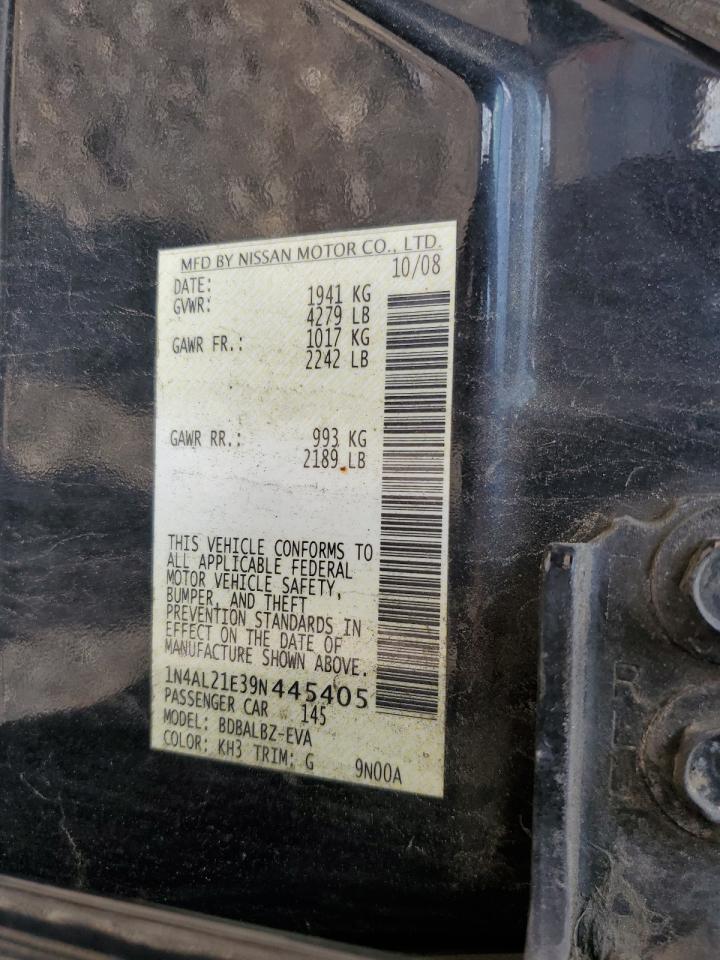 MFD BY NISSAN MOTOR CO., LTD.
DATE: 10/08
GVWR: 1941 KG
4279 LB
GAWR FR.: 1017 KG
2242 LB
GAWR RR.: 993 KG
2189 LB
THIS VEHICLE CONFORMS TO
ALL APPLICABLE FEDERAL
MOTOR VEHICLE SAFETY,
BUMPER, AND THEFT
PREVENTION STANDARDS IN
EFFECT ON THE DATE OF
MANUFACTURE SHOWN ABOVE.
1N4AL21E39N445405
PASSENGER CAR 145
MODEL: BDBALBZ-EVA
COLOR: KH3 TRIM: G 9N00A